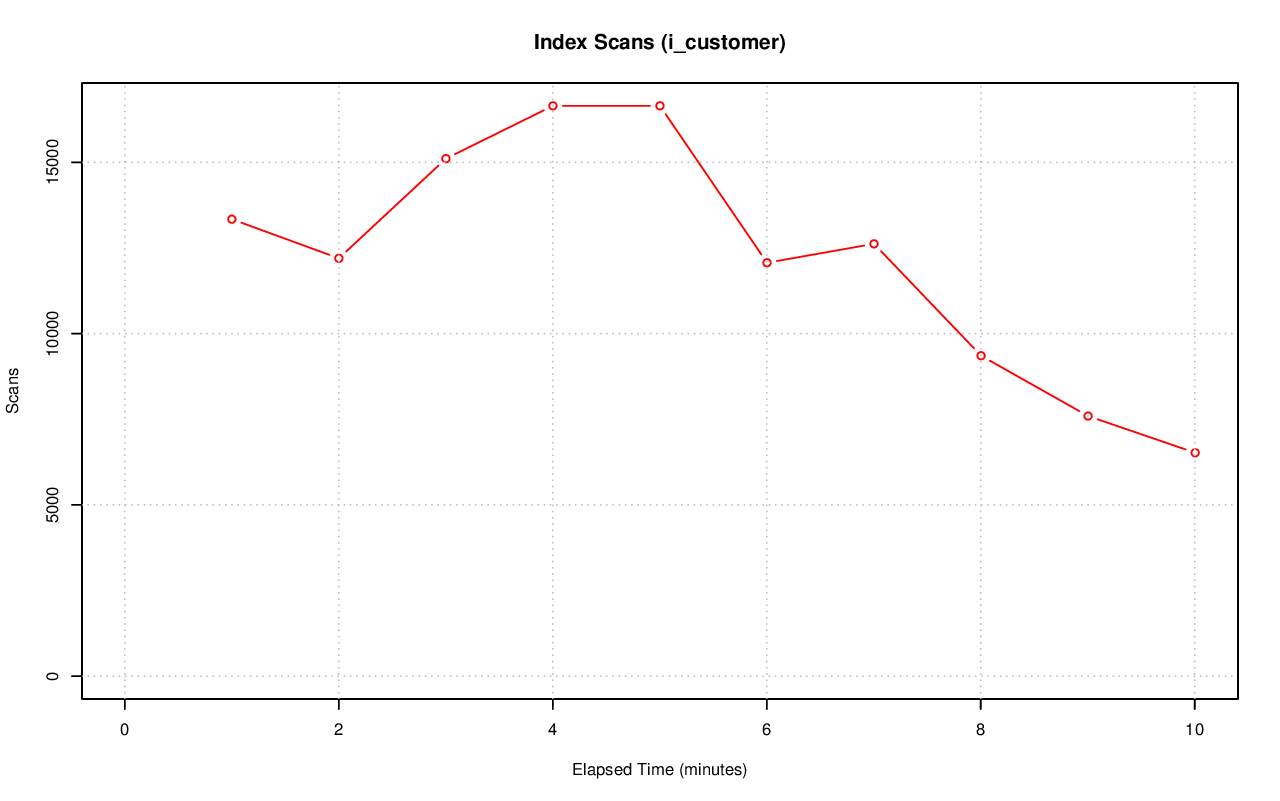 Index Scans (i_customer)
15000
10000
5000
0
Scans
0 2 4 6 8 10
Elapsed Time (minutes)